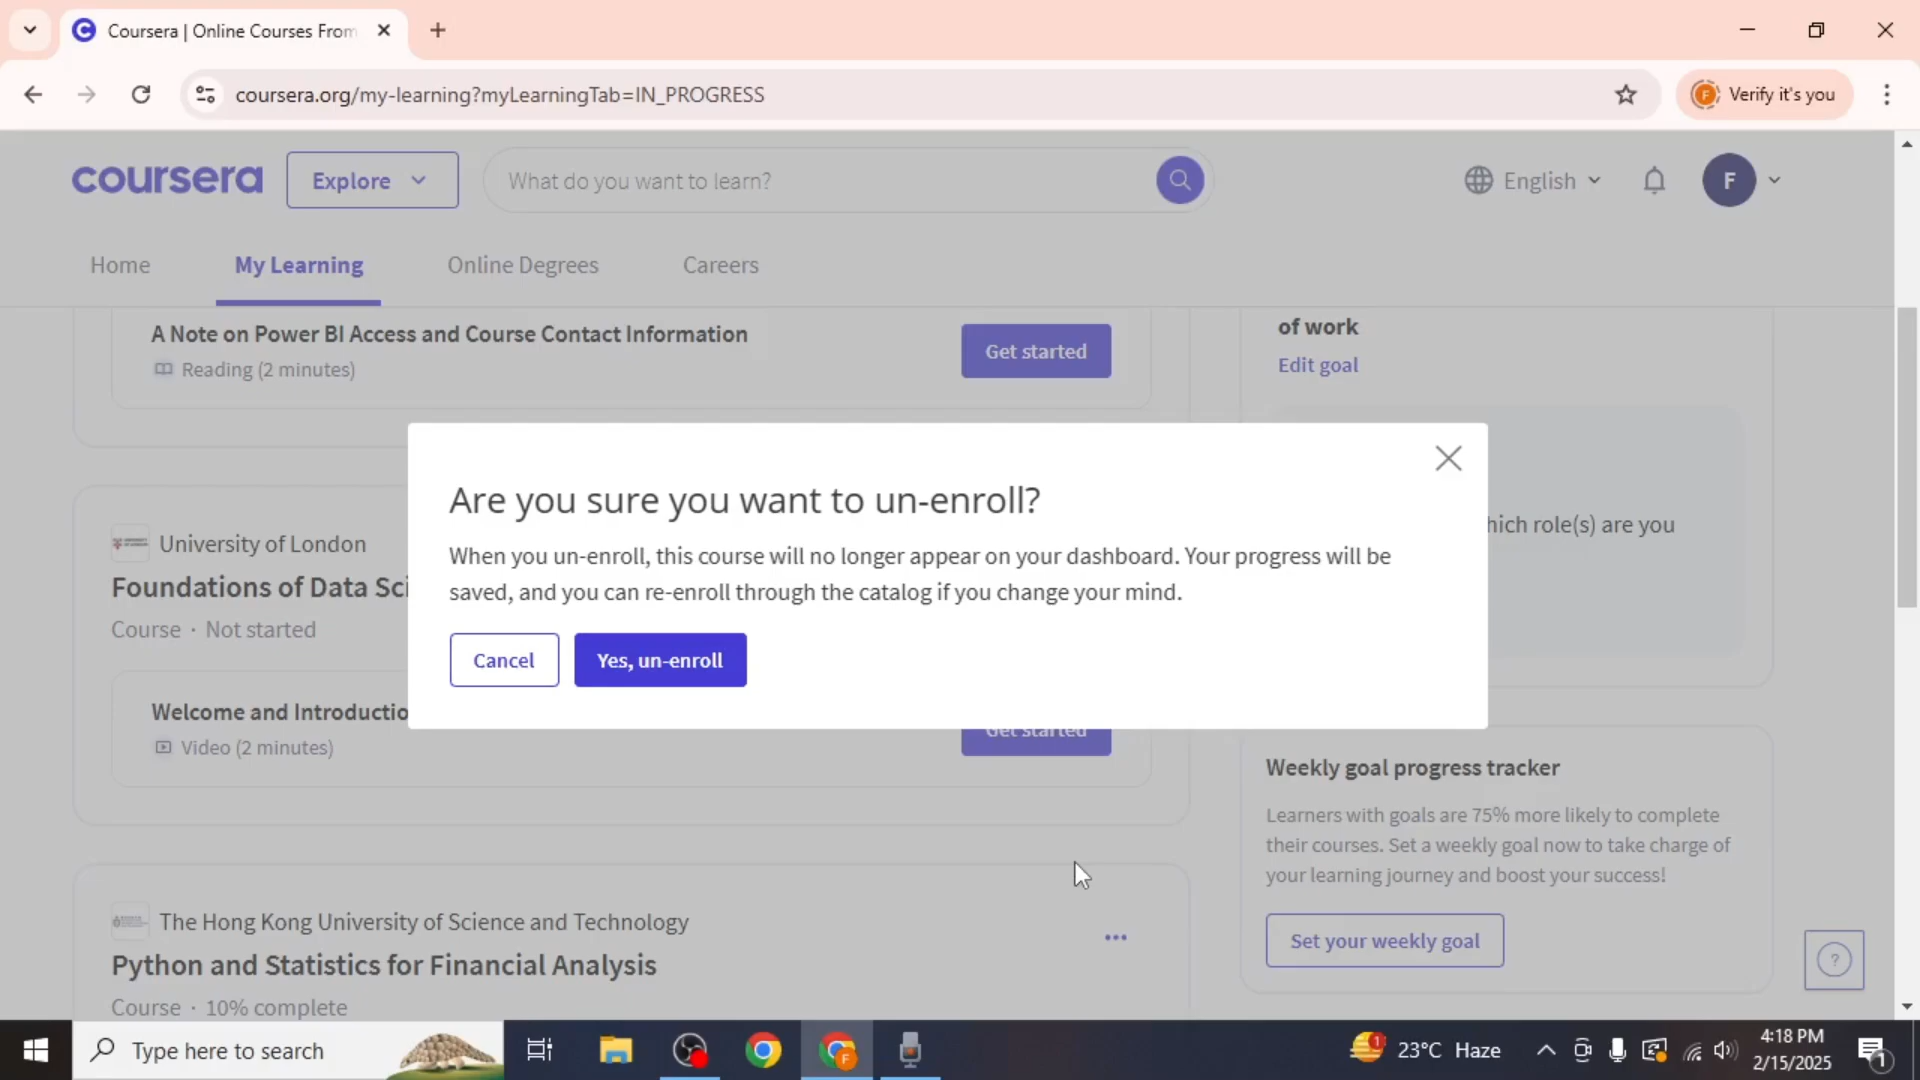 Coursera | Online Courses From
coursera.org/my-learning?myLearningTab=IN_PROGRESS
Verify it's you
coursera
Explore
What do you want to learn?
English
F
Home
My Learning
Online Degrees
Careers
A Note on Power BI Access and Course Contact Information
Reading (2 minutes)
Get started
of work
Edit goal
Are you sure you want to un-enroll?
When you un-enroll, this course will no longer appear on your dashboard. Your progress will be
saved, and you can re-enroll through the catalog if you change your mind.
Cancel
Yes, un-enroll
hich role(s) are you
University of London
Foundations of Data Sci
Course · Not started
Welcome and Introductio
Video (2 minutes)
Get started
Weekly goal progress tracker
Learners with goals are 75% more likely to complete
their courses. Set a weekly goal now to take charge of
your learning journey and boost your success!
Set your weekly goal
The Hong Kong University of Science and Technology
Python and Statistics for Financial Analysis
Course · 10% complete
Type here to search
23°C Haze
4:18 PM
2/15/2025